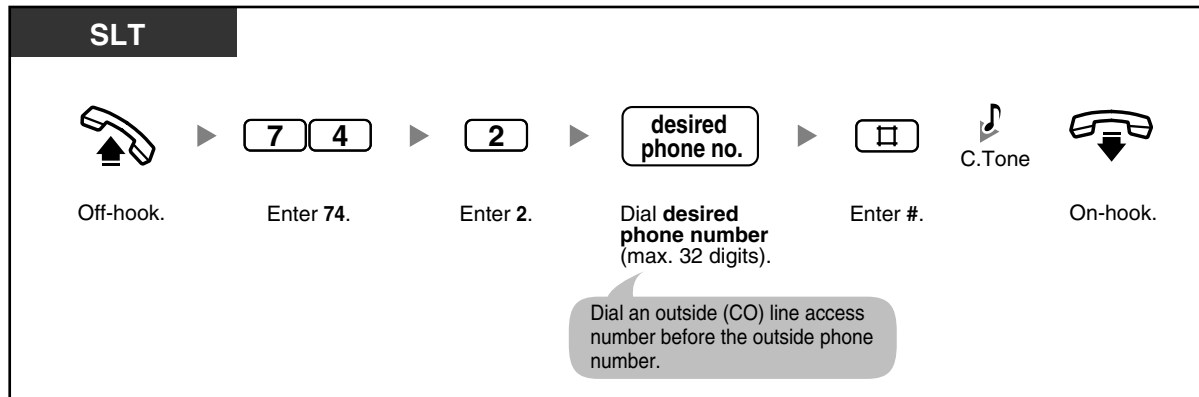 SLT
7 4
2
desired
phone no.
#
C.Tone
Off-hook.
Enter 74.
Enter 2.
Dial desired
phone number
(max. 32 digits).
Enter #.
On-hook.
Dial an outside (CO) line access
number before the outside phone
number.